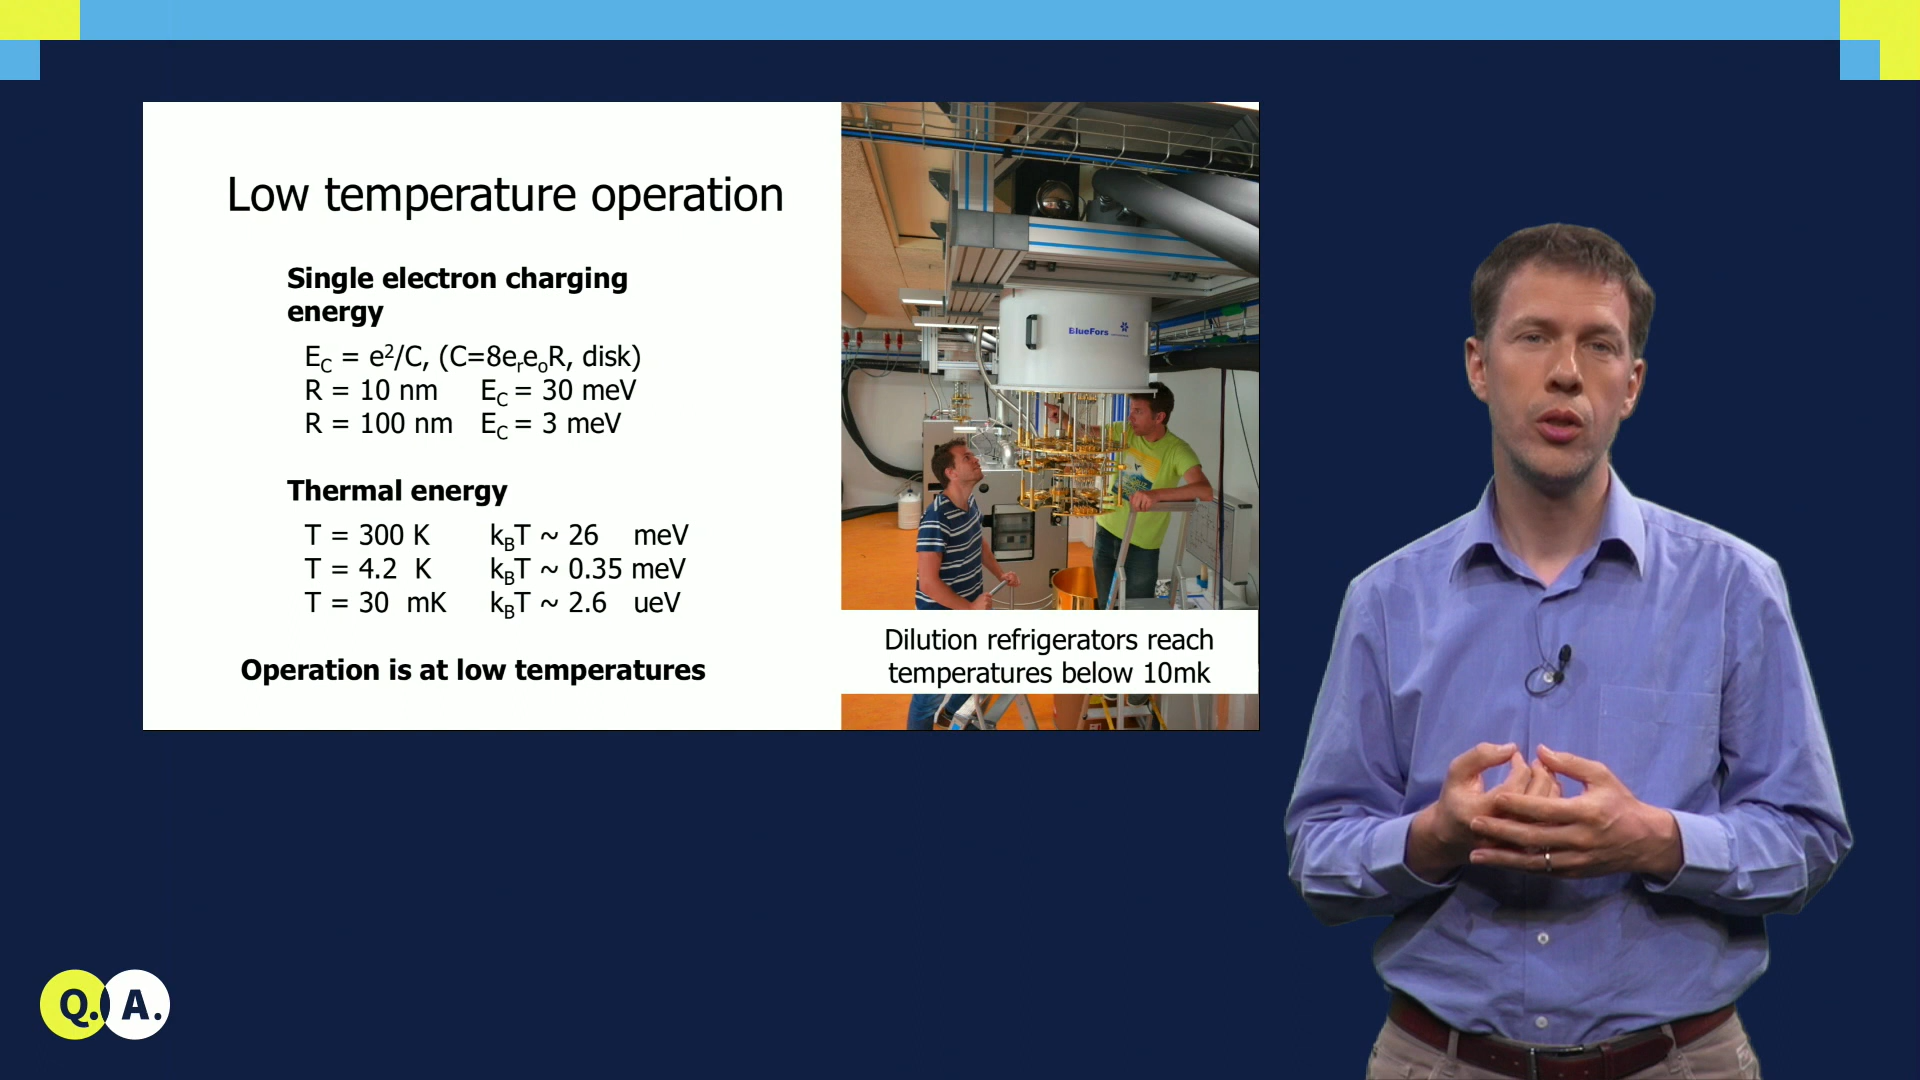 Low temperature operation
Single electron charging
energy
E_C = e²/C, (C=8e_re_oR, disk)
R = 10 nm E_C = 30 meV
R = 100 nm E_C = 3 meV
Thermal energy
T = 300 K k_BT ~ 26 meV
T = 4.2 K k_BT ~ 0.35 meV
T = 30 mK k_BT ~ 2.6 ueV
Operation is at low temperatures
BlueFors
Dilution refrigerators reach
temperatures below 10mk
Q. A.